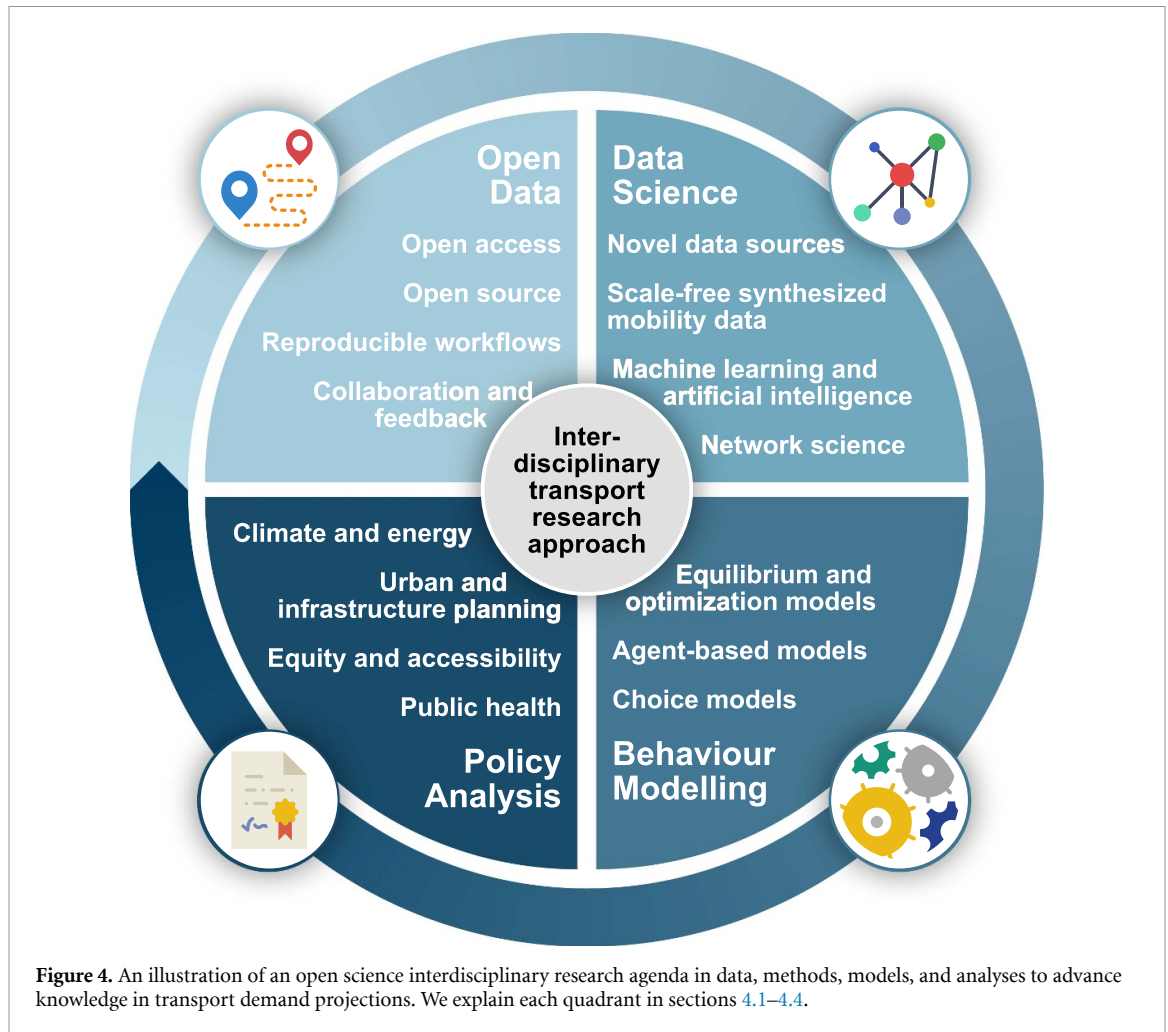 Open
Data
Open access
Open source
Reproducible workflows
Collaboration and
feedback
Data
Science
Novel data sources
Scale-free synthesized
mobility data
Machine learning and
artificial intelligence
Network science
Inter-
disciplinary
transport
research
approach
Climate and energy
Urban and
infrastructure planning
Equity and accessibility
Public health
Policy
Analysis
Equilibrium and
optimization models
Agent-based models
Choice models
Behaviour
Modelling
Figure 4. An illustration of an open science interdisciplinary research agenda in data, methods, models, and analyses to advance
knowledge in transport demand projections. We explain each quadrant in sections 4.1–4.4.